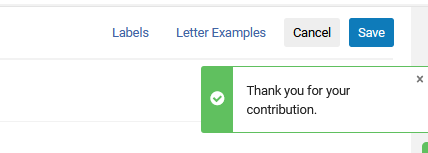 Labels Letter Examples Cancel Save
Thank you for your
contribution.